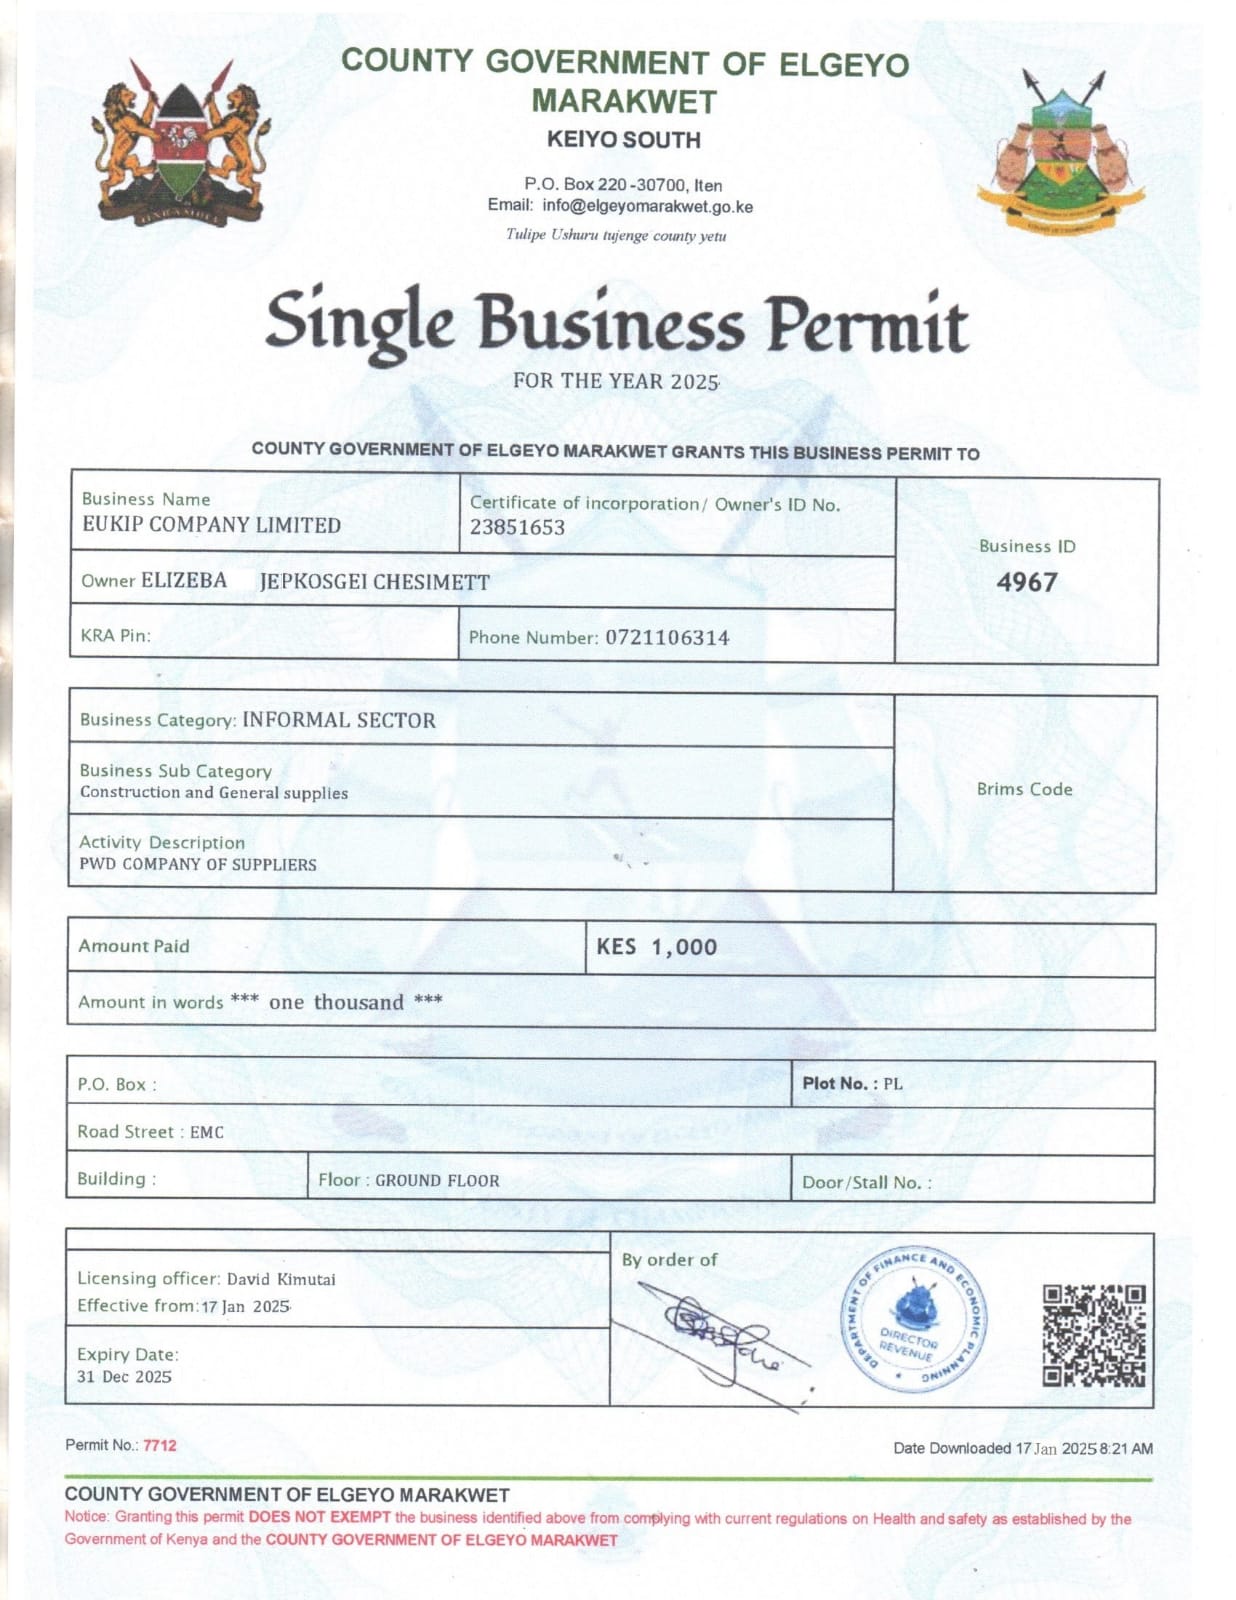 COUNTY GOVERNMENT OF ELGEYO
MARAKWET
KEIYO SOUTH
P.O. Box 220 -30700, Iten
Email: info@elgeyomarakwet.go.ke
Tulipe Ushuru tujenge county yetu
HARAMBEE
Single Business Permit
FOR THE YEAR 2025
COUNTY GOVERNMENT OF ELGEYO MARAKWET GRANTS THIS BUSINESS PERMIT TO
Business Name
EUKIP COMPANY LIMITED
Certificate of incorporation/ Owner's ID No.
23851653
Business ID
4967
Owner ELIZEBA JEPKOSGEI CHESIMETT
KRA Pin:
Phone Number: 0721106314
Business Category: INFORMAL SECTOR
Business Sub Category
Construction and General supplies
Brims Code
Activity Description
PWD COMPANY OF SUPPLIERS
Amount Paid
KES 1,000
Amount in words *** one thousand ***
P.O. Box :
Plot No. : PL
Road Street : EMC
Building :
Floor : GROUND FLOOR
Door/Stall No. :
Licensing officer: David Kimutai
Effective from:17 Jan 2025
Expiry Date:
31 Dec 2025
By order of
DEPARTMENT OF FINANCE AND ECONOMIC PLANNING
DIRECTOR
REVENUE
Permit No.: 7712
Date Downloaded 17 Jan 2025 8:21 AM
COUNTY GOVERNMENT OF ELGEYO MARAKWET
Notice: Granting this permit DOES NOT EXEMPT the business identified above from complying with current regulations on Health and safety as established by the
Government of Kenya and the COUNTY GOVERNMENT OF ELGEYO MARAKWET